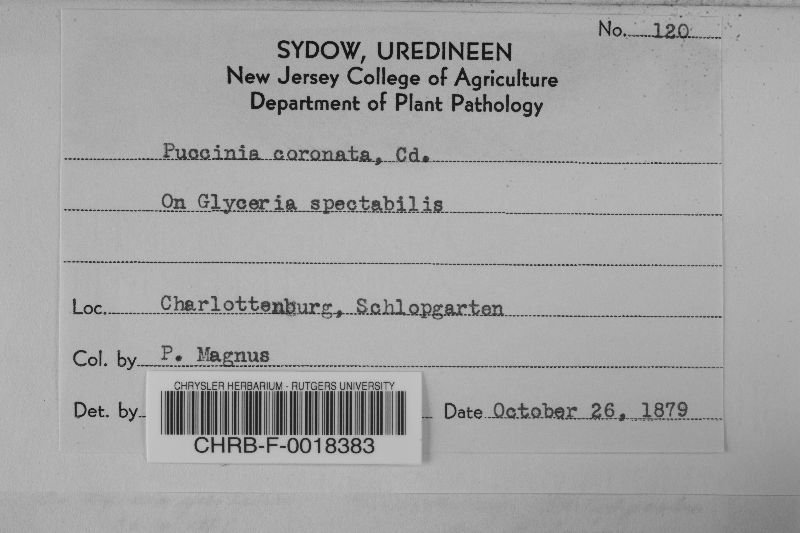 No. 120
SYDOW, UREDINEEN
New Jersey College of Agriculture
Department of Plant Pathology
Puccinia coronata, Cd.
On Glyceria spectabilis
Loc. Charlottenburg, Schlopgarten
Col. by P. Magnus
CHRYSLER HERBARIUM - RUTGERS UNIVERSITY
Det. by Date October 26, 1879
CHRB-F-0018383